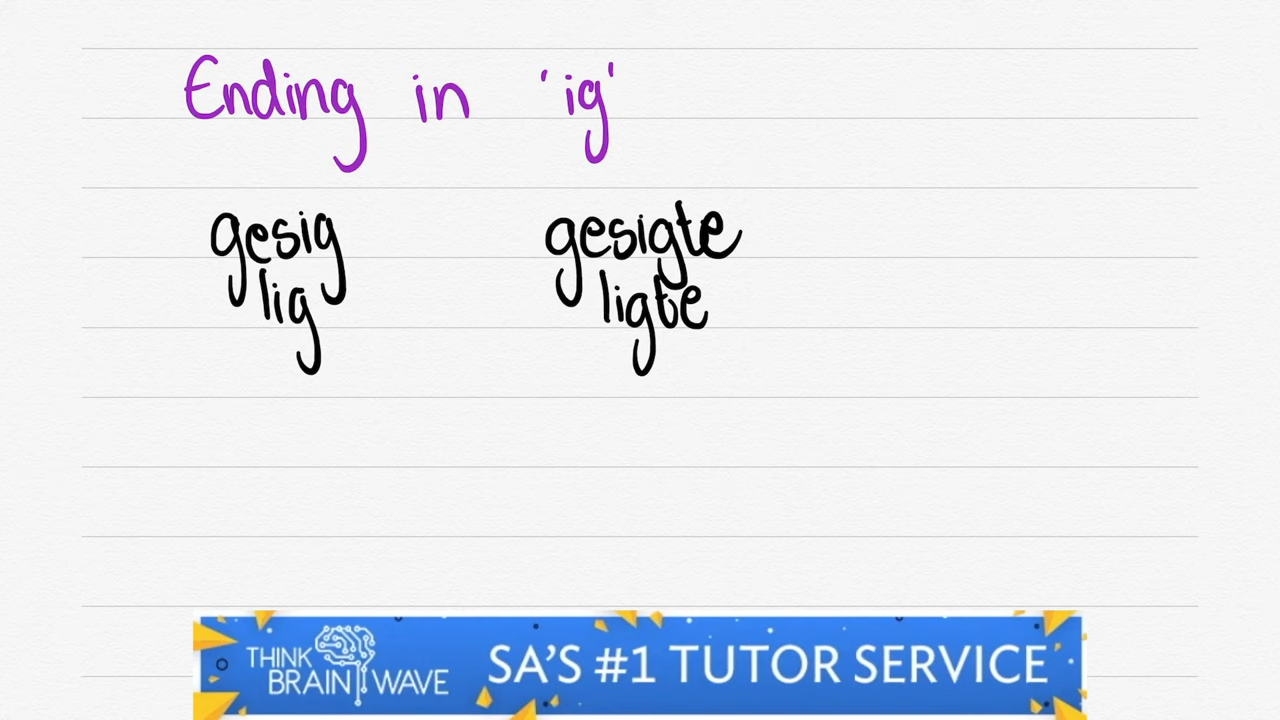 Ending in 'ig'
gesig gesigte
lig ligte
THINK
BRAIN WAVE
SA'S #1 TUTOR SERVICE